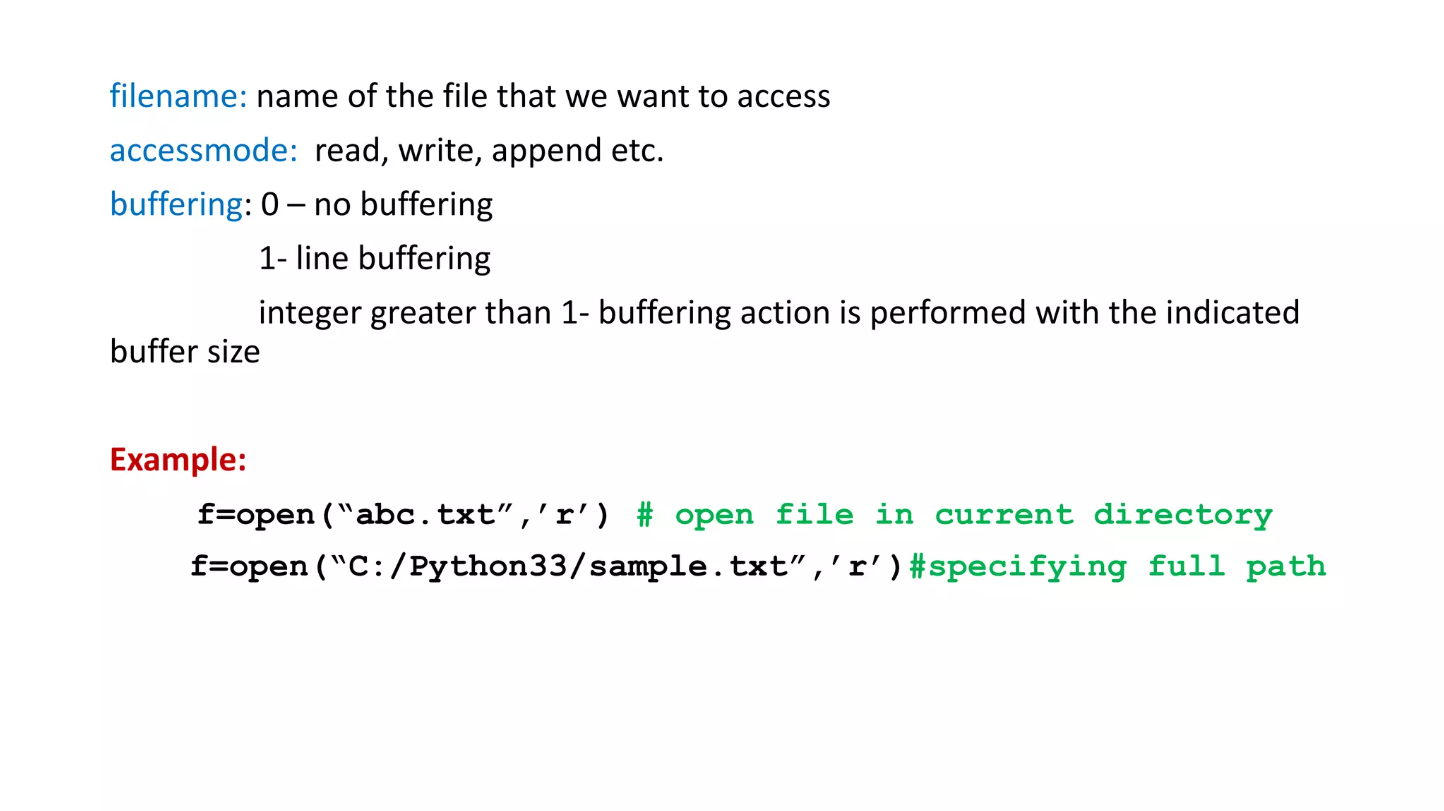 filename: name of the file that we want to access
accessmode: read, write, append etc.
buffering: 0 – no buffering
1- line buffering
integer greater than 1- buffering action is performed with the indicated
buffer size
Example:
f=open(“abc.txt”,’r’) # open file in current directory
f=open(“C:/Python33/sample.txt”,’r’)#specifying full path